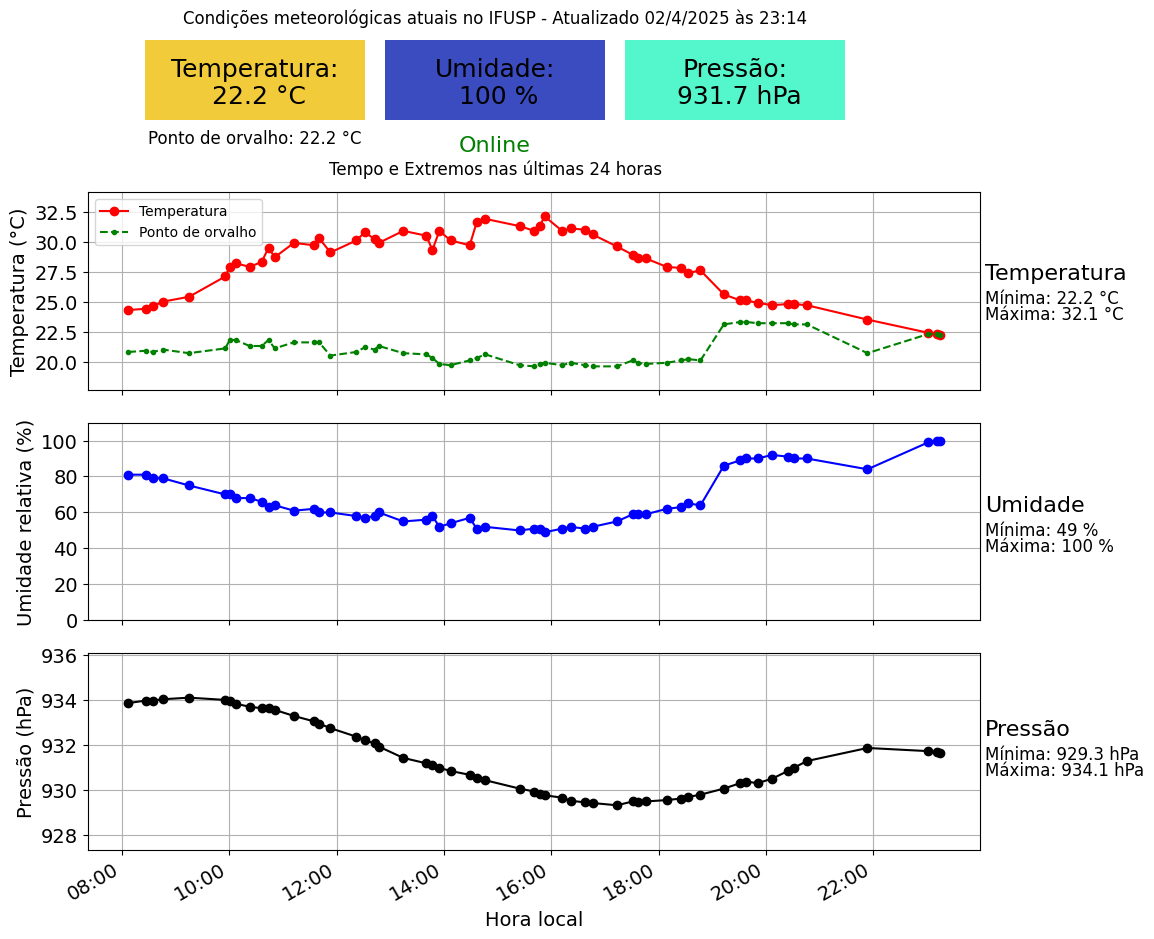 Condições meteorológicas atuais no IFUSP - Atualizado 02/4/2025 às 23:14
Temperatura:
22.2 °C
Umidade:
100 %
Pressão:
931.7 hPa
Ponto de orvalho: 22.2 °C
Online
Tempo e Extremos nas últimas 24 horas
Temperatura (°C)
32.5
30.0
27.5
25.0
22.5
20.0
Temperatura
Ponto de orvalho
Temperatura
Mínima: 22.2 °C
Máxima: 32.1 °C
Umidade relativa (%)
100
80
60
40
20
0
Umidade
Mínima: 49 %
Máxima: 100 %
Pressão (hPa)
936
934
932
930
928
Pressão
Mínima: 929.3 hPa
Máxima: 934.1 hPa
08:00
10:00
12:00
14:00
16:00
18:00
20:00
22:00
Hora local